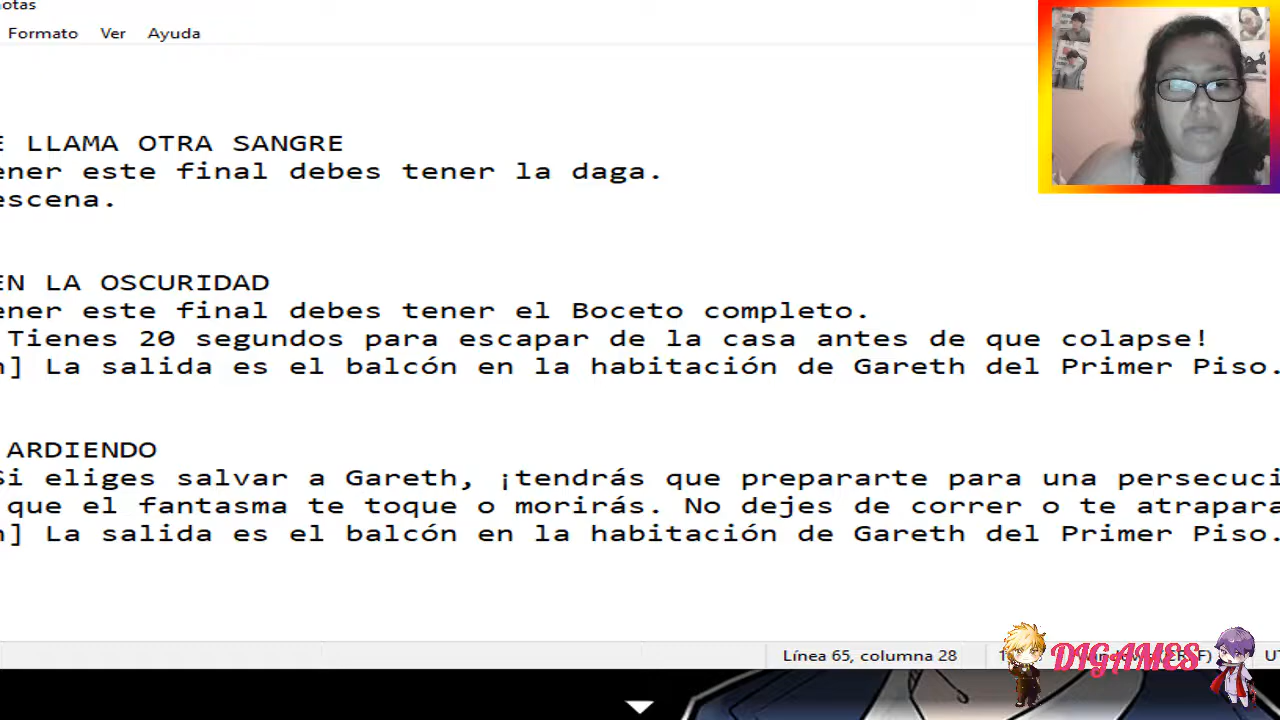 otas
Formato Ver Ayuda
E LLAMA OTRA SANGRE
ener este final debes tener la daga.
escena.
EN LA OSCURIDAD
ener este final debes tener el Boceto completo.
Tienes 20 segundos para escapar de la casa antes de que colapse!
n] La salida es el balcón en la habitación de Gareth del Primer Piso.
ARDIENDO
Si eliges salvar a Gareth, ¡tendrás que prepararte para una persecuci
que el fantasma te toque o morirás. No dejes de correr o te atrapara
n] La salida es el balcón en la habitación de Gareth del Primer Piso.
Línea 65, columna 28
DIGAMES